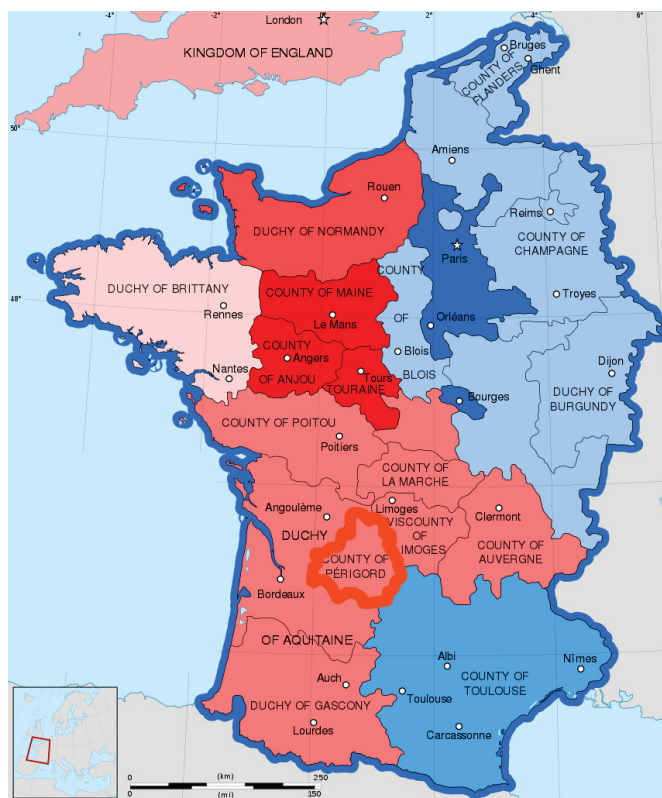 -4°
-2°
0°
2°
4°
6°
London
KINGDOM OF ENGLAND
Bruges
COUNTY OF
FLANDERS
Ghent
50°
Amiens
Rouen
Reims
DUCHY OF NORMANDY
Paris
COUNTY OF
CHAMPAGNE
COUNTY
OF
BLOIS
DUCHY OF BRITTANY
Rennes
COUNTY OF MAINE
Le Mans
Troyes
48°
Orléans
COUNTY
OF ANJOU
Angers
Blois
Dijon
Nantes
Tours
TOURAINE
Bourges
DUCHY OF
BURGUNDY
COUNTY OF POITOU
Poitiers
COUNTY OF
LA MARCHE
Angoulême
Limoges
VISCOUNTY
OF
LIMOGES
Clermont
DUCHY
OF AQUITAINE
COUNTY OF
PÉRIGORD
COUNTY OF
AUVERGNE
Bordeaux
Albi
Nîmes
COUNTY OF
TOULOUSE
Auch
Toulouse
DUCHY OF GASCONY
Lourdes
Carcassonne
(km)
250
(mi)
150